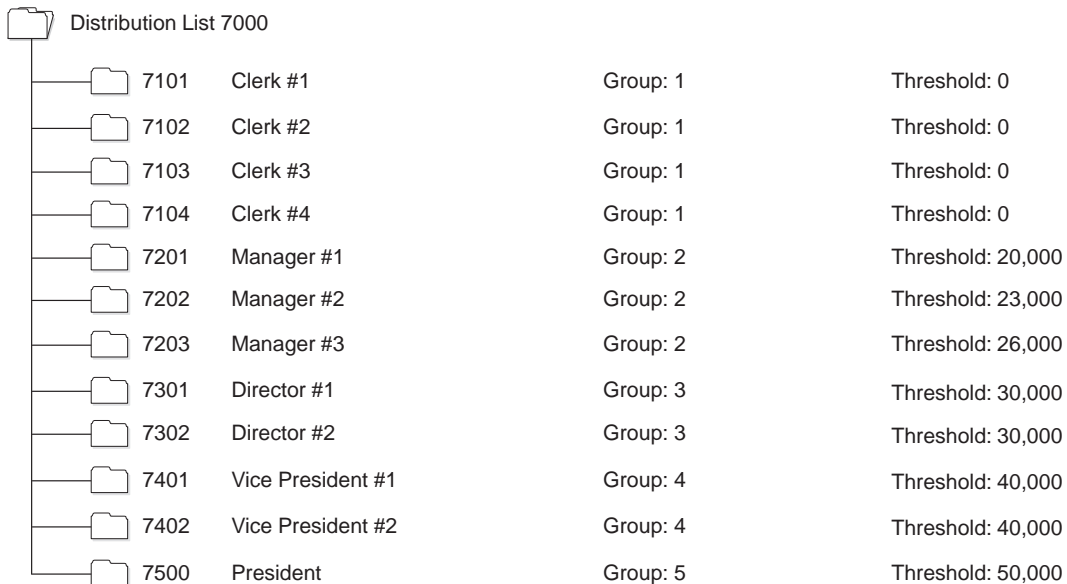 Distribution List 7000
7101 Clerk #1 Group: 1 Threshold: 0
7102 Clerk #2 Group: 1 Threshold: 0
7103 Clerk #3 Group: 1 Threshold: 0
7104 Clerk #4 Group: 1 Threshold: 0
7201 Manager #1 Group: 2 Threshold: 20,000
7202 Manager #2 Group: 2 Threshold: 23,000
7203 Manager #3 Group: 2 Threshold: 26,000
7301 Director #1 Group: 3 Threshold: 30,000
7302 Director #2 Group: 3 Threshold: 30,000
7401 Vice President #1 Group: 4 Threshold: 40,000
7402 Vice President #2 Group: 4 Threshold: 40,000
7500 President Group: 5 Threshold: 50,000